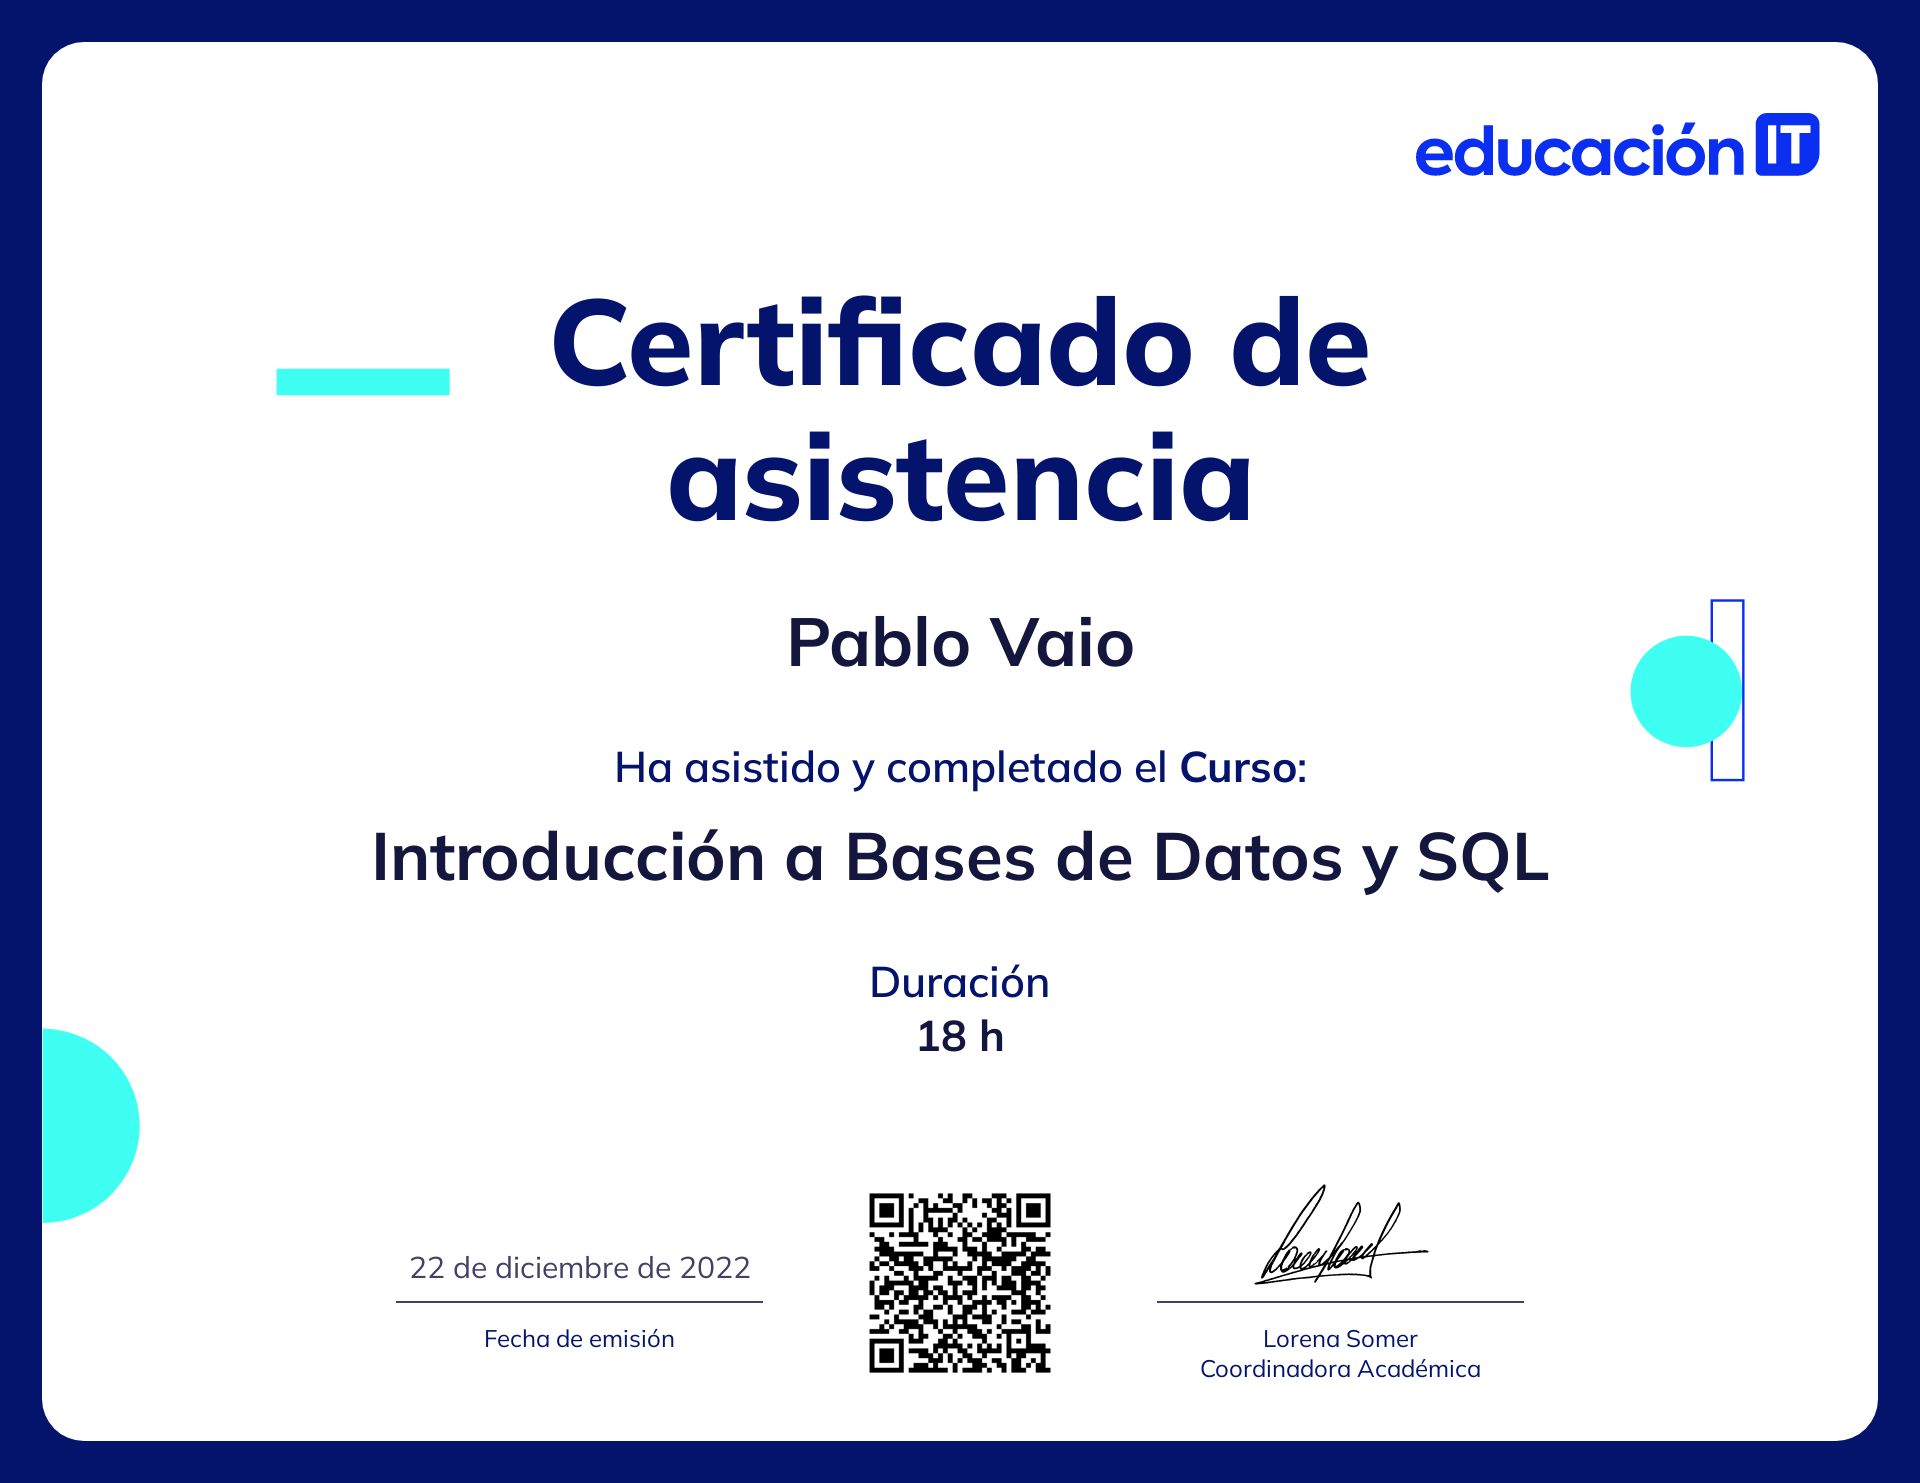 educación IT
Certificado de
asistencia
Pablo Vaio
Ha asistido y completado el Curso:
Introducción a Bases de Datos y SQL
Duración
18 h
22 de diciembre de 2022
Fecha de emisión
Lorena Somer
Coordinadora Académica